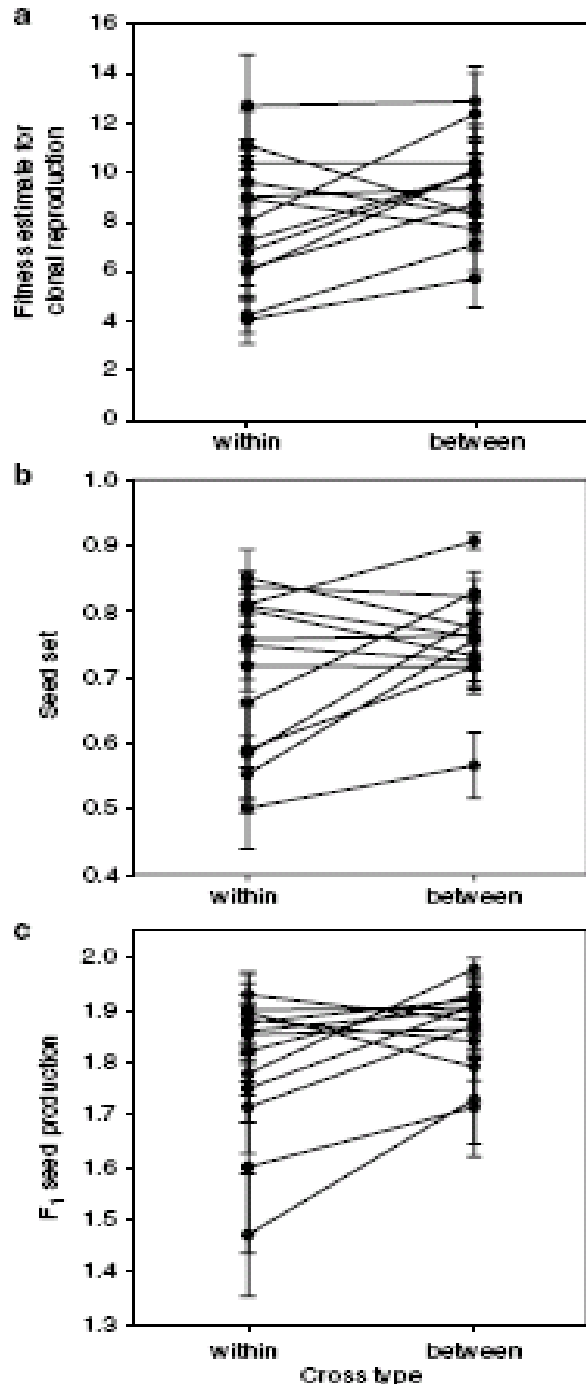 a
Fitness estimate for
clonal reproduction
16
14
12
10
8
6
4
2
0
within between
b
Seed set
1.0
0.9
0.8
0.7
0.6
0.5
0.4
within between
c
F1 seed production
2.0
1.9
1.8
1.7
1.6
1.5
1.4
1.3
within between
Cross type